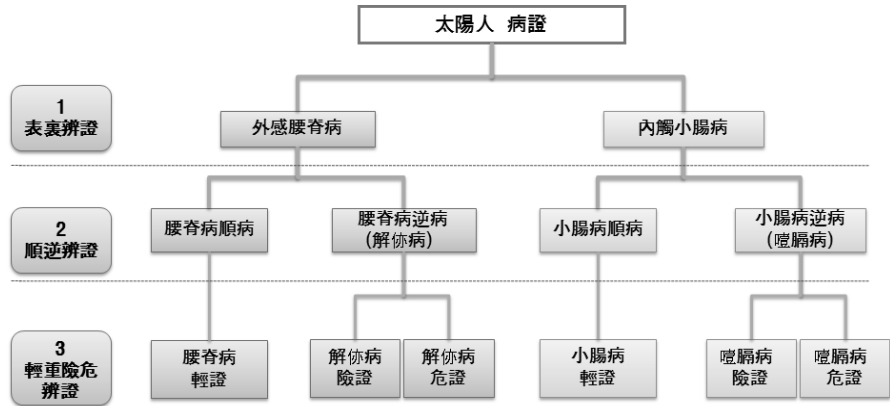 太陽人 病證
1
表裏辨證
外感腰脊病
內觸小腸病
2
順逆辨證
腰脊病順病
腰脊病逆病
(解㑊病)
小腸病順病
小腸病逆病
(噎膈病)
3
輕重險危
辨證
腰脊病
輕證
解㑊病
險證
解㑊病
危證
小腸病
輕證
噎膈病
險證
噎膈病
危證